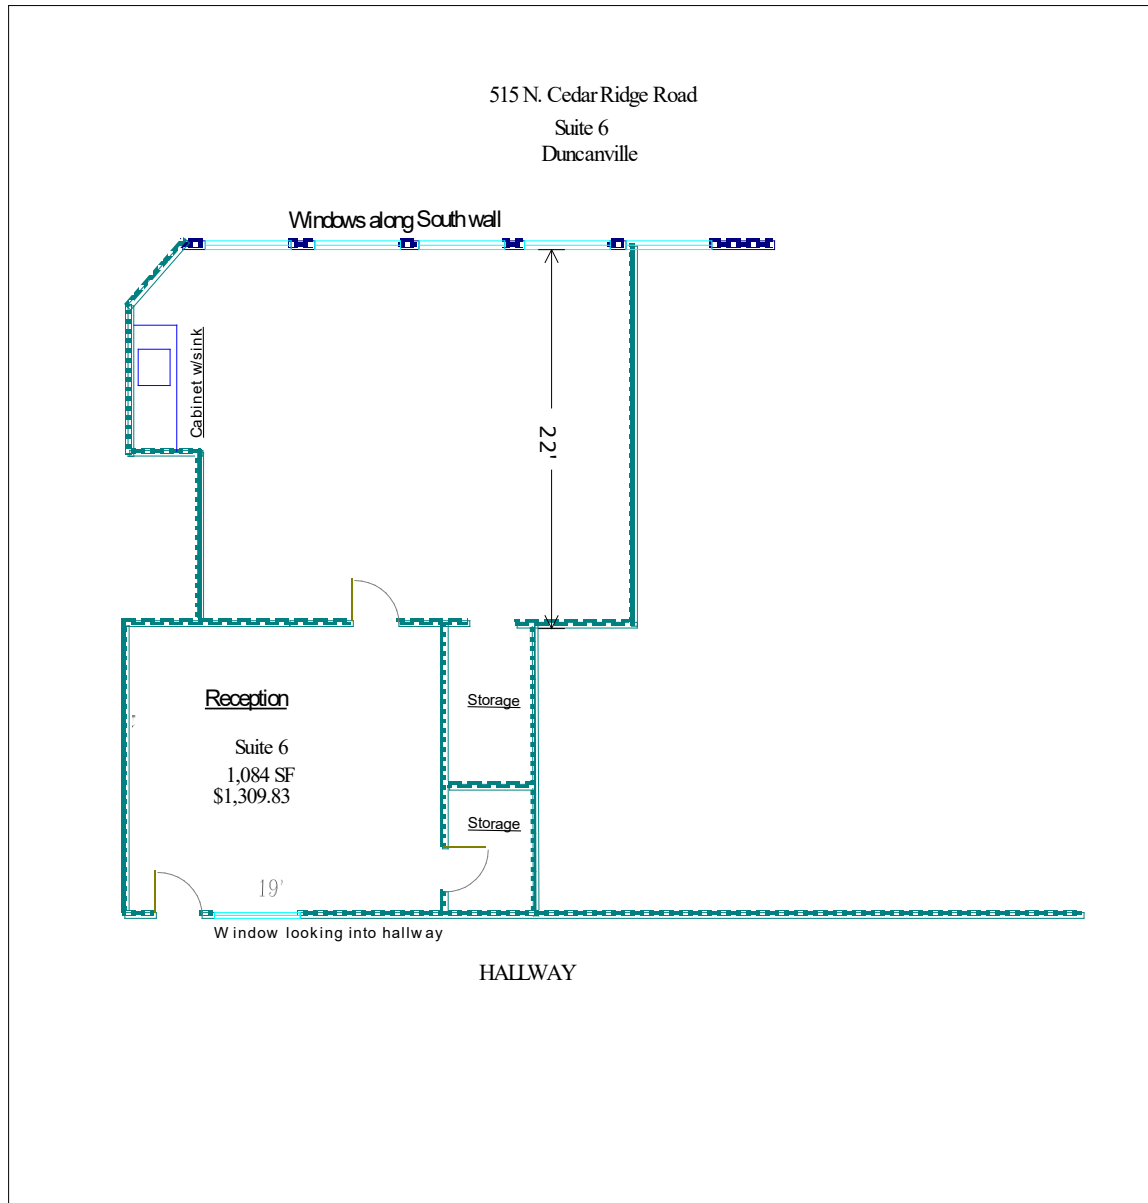 515 N. Cedar Ridge Road
Suite 6
Duncanville
Windows along South wall
Cabinet w/sink
22'
Reception
Storage
Suite 6
1,084 SF
$1,309.83
Storage
19'
Window looking into hallway
HALLWAY